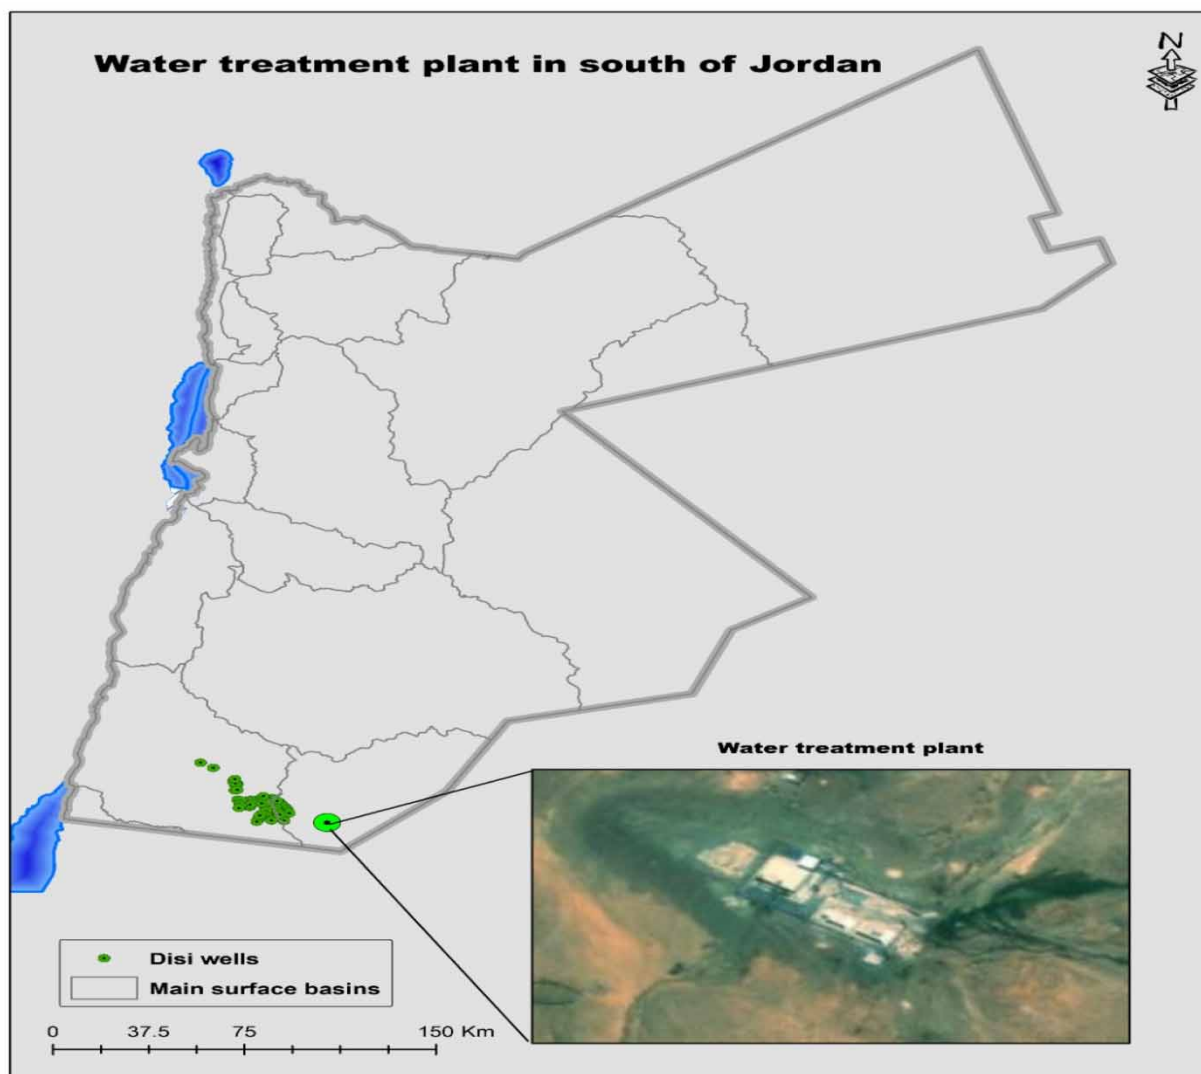 Water treatment plant in south of Jordan
N
Water treatment plant
Disi wells
Main surface basins
0 37.5 75 150 Km